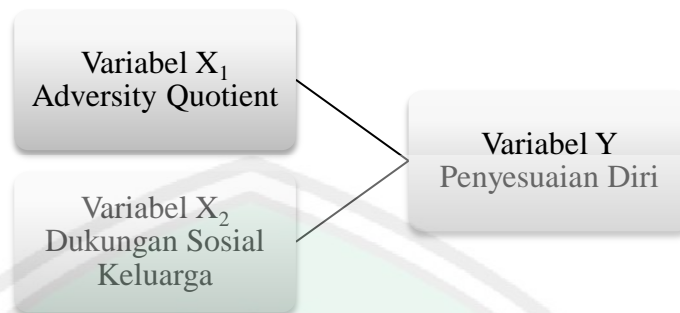 Variabel X₁
Adversity Quotient
Variabel Y
Penyesuaian Diri
Variabel X₂
Dukungan Sosial
Keluarga